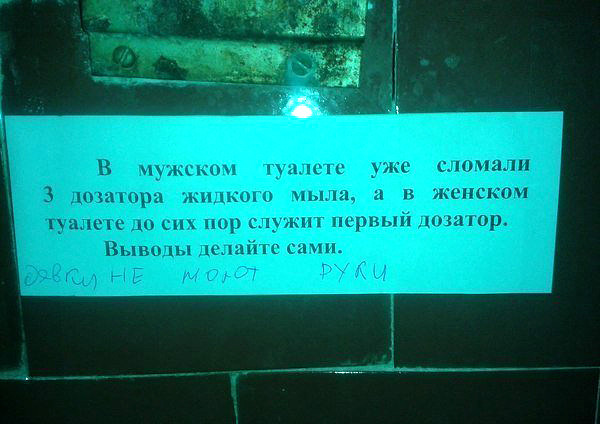 В мужском туалете уже сломали
3 дозатора жидкого мыла, а в женском
туалете до сих пор служит первый дозатор.
Выводы делайте сами.
девки НЕ моют РУКИ